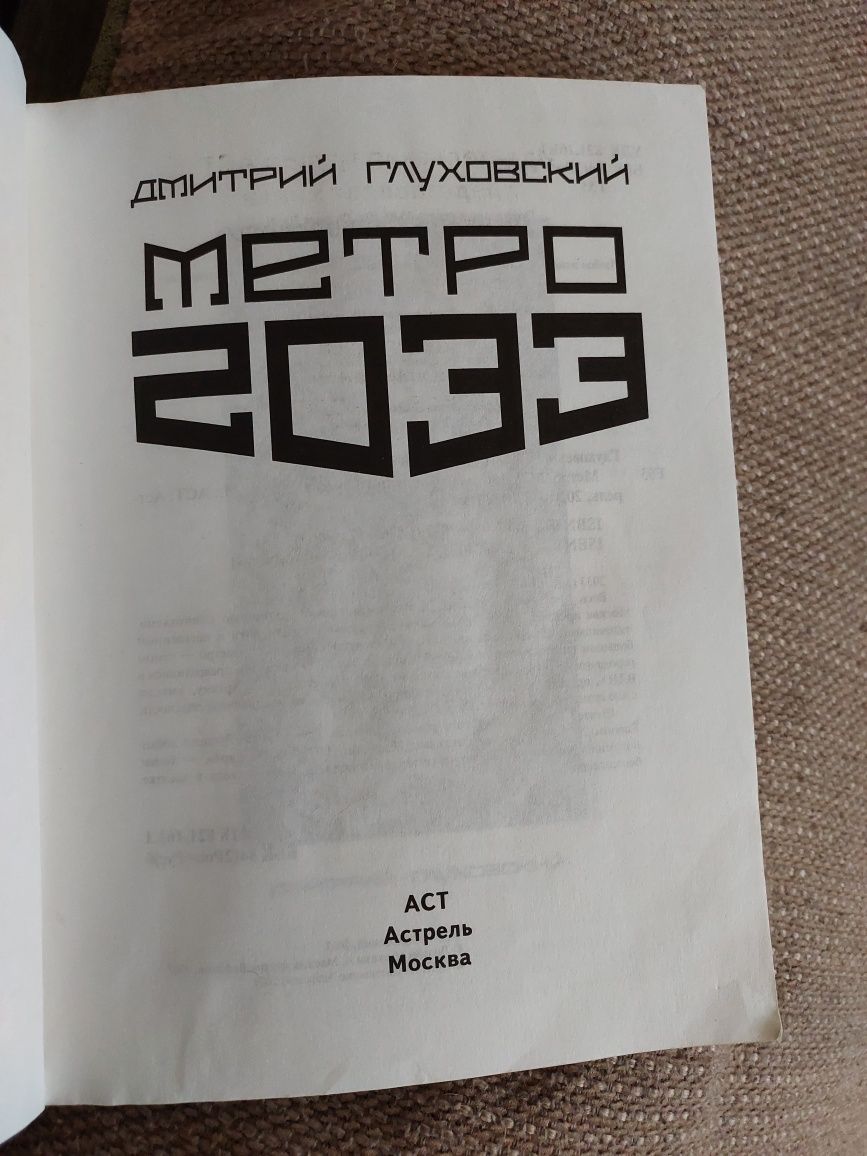 ДМИТРИЙ ГЛУХОВСКИЙ
МЕТРО
2033
АСТ
Астрель
Москва